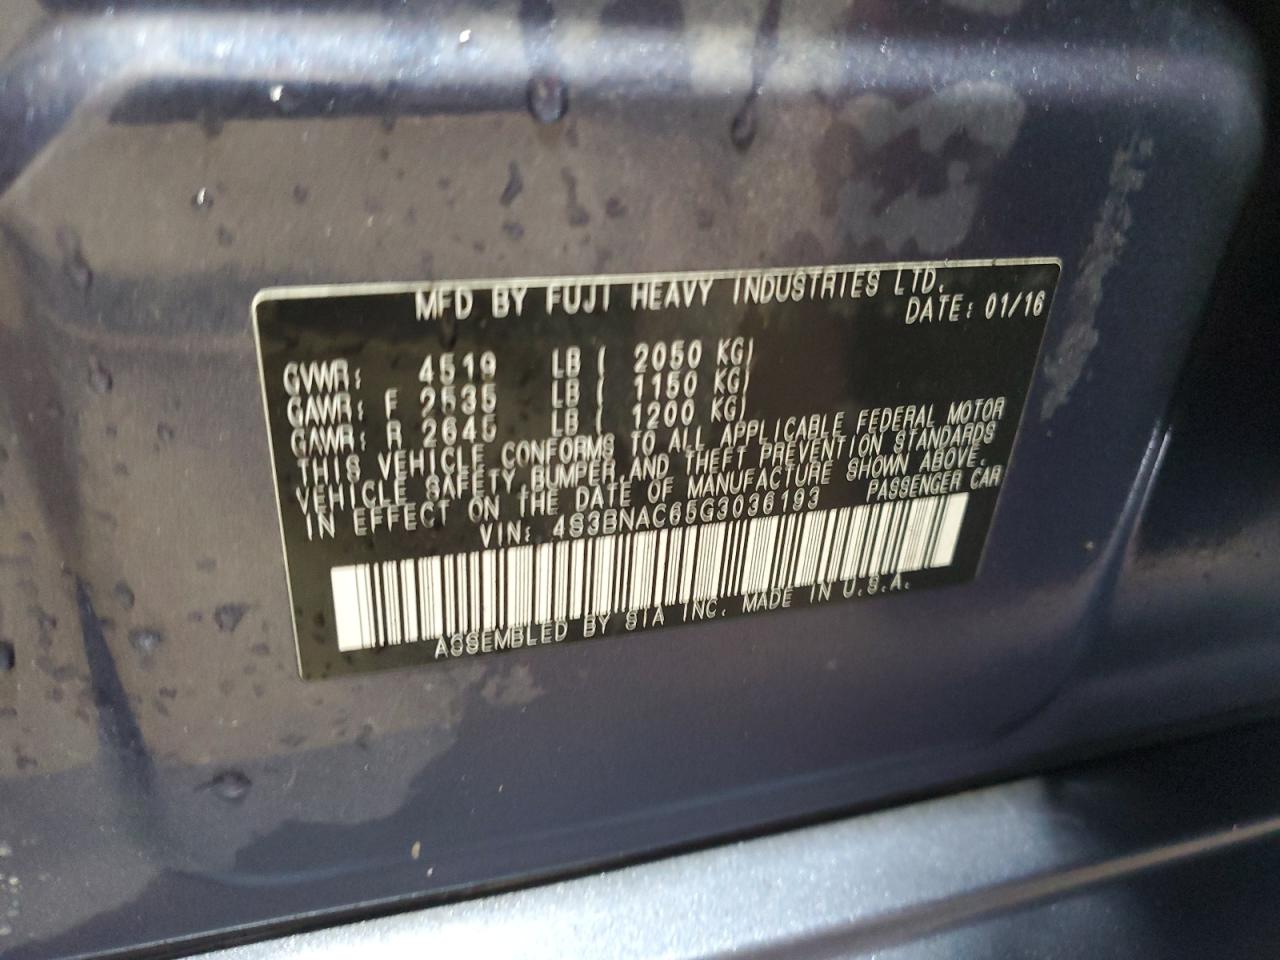 MFD BY FUJI HEAVY INDUSTRIES LTD.
DATE: 01/16
GVWR: 4519 LB ( 2050 KG)
GAWR: F 2535 LB ( 1150 KG)
GAWR: R 2645 LB ( 1200 KG)
THIS VEHICLE CONFORMS TO ALL APPLICABLE FEDERAL MOTOR
VEHICLE SAFETY,BUMPER,AND THEFT PREVENTION STANDARDS
IN EFFECT ON THE DATE OF MANUFACTURE SHOWN ABOVE.
VIN: 4S3BNAC65G3036193 PASSENGER CAR
ASSEMBLED BY SIA INC. MADE IN U.S.A.